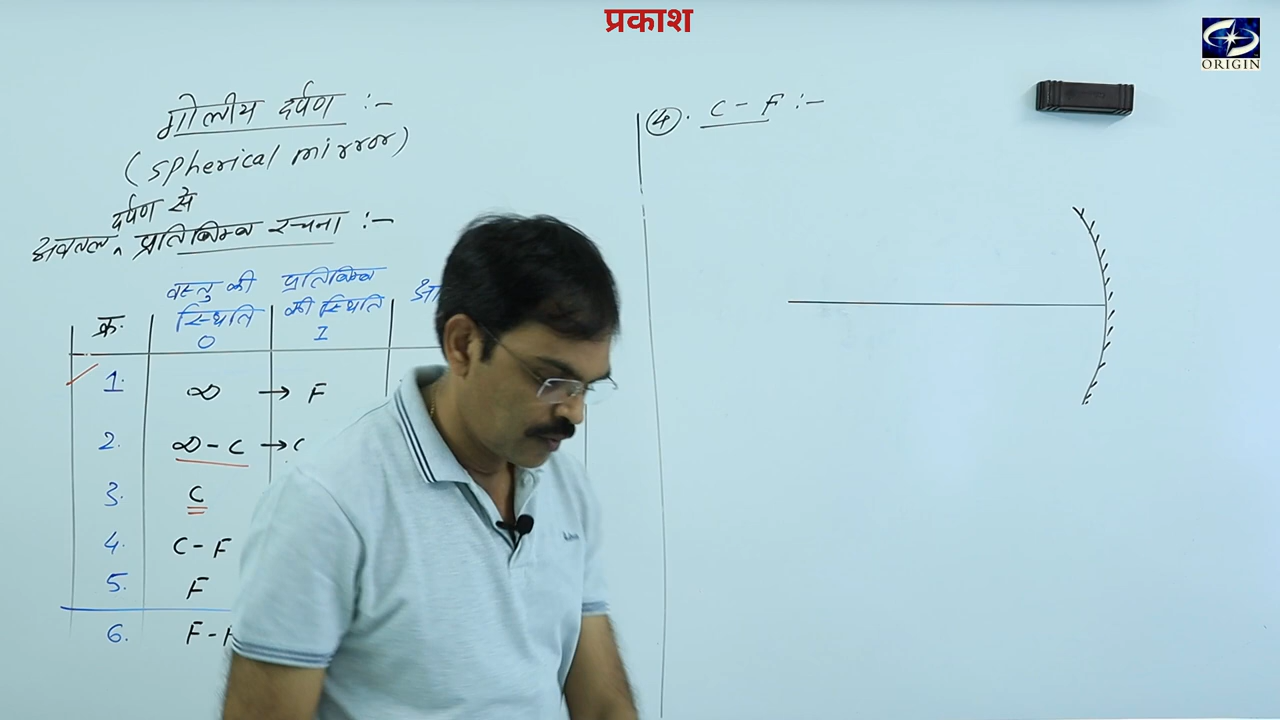 प्रकाश
ORIGIN
गोलीय दर्पण :-
(Spherical mirror)
दर्पण से
अवतल ^ प्रतिबिम्ब रचना :-
क्र. वस्तु की स्थिति O प्रतिबिम्ब की स्थिति I
1. ∞ → F
2. ∞ - C →
3. C
4. C - F
5. F
6. F -
④. C - F :-